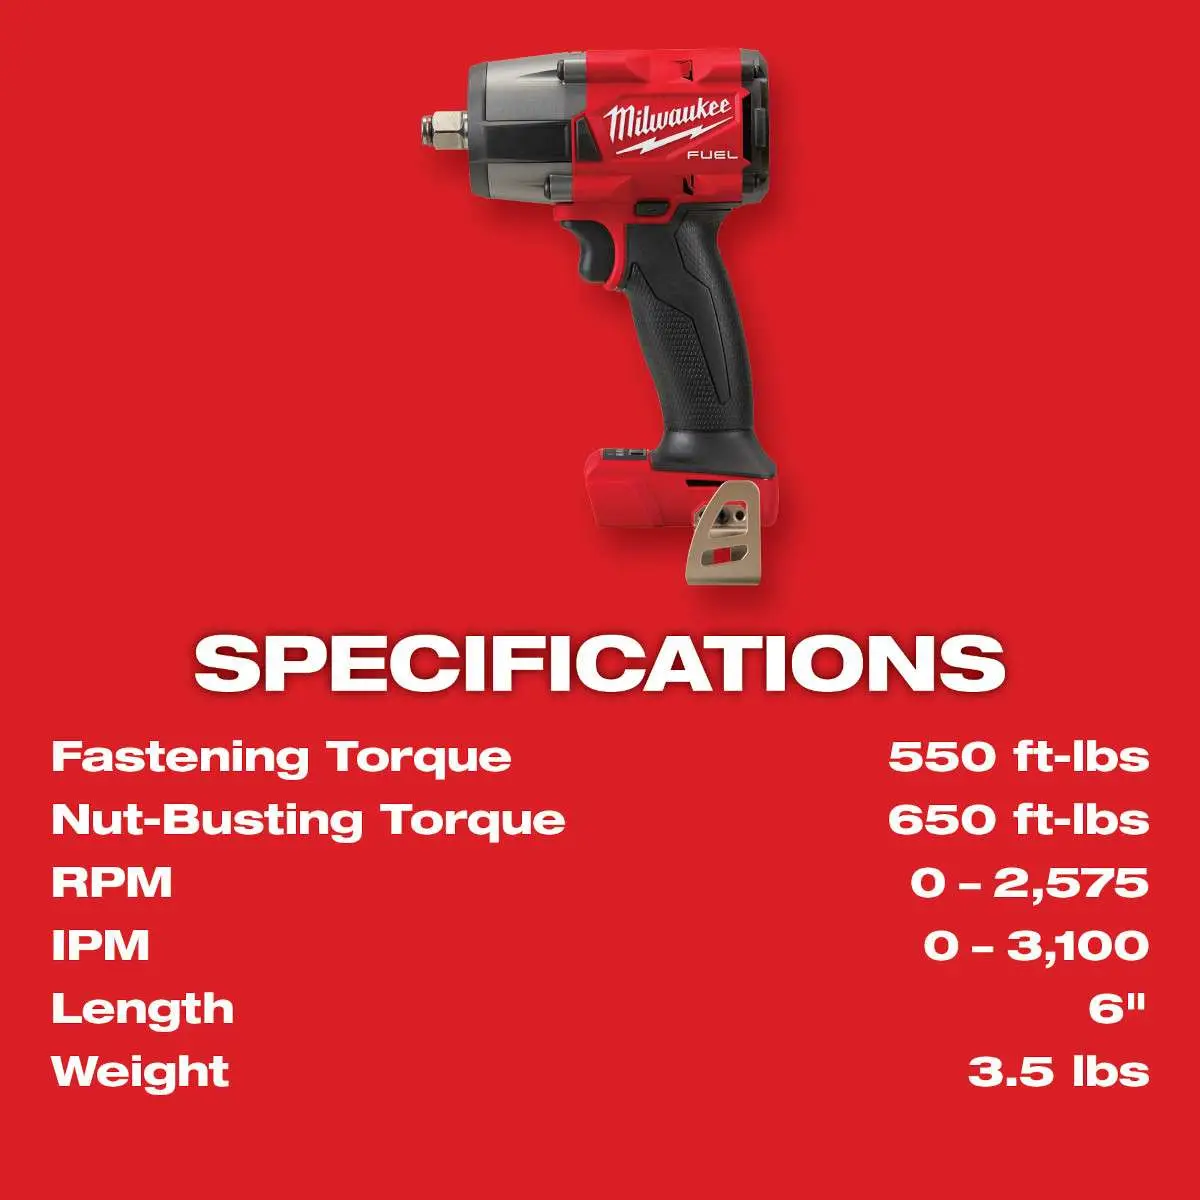 Milwaukee
FUEL
SPECIFICATIONS
Fastening Torque 550 ft-lbs
Nut-Busting Torque 650 ft-lbs
RPM 0 – 2,575
IPM 0 – 3,100
Length 6"
Weight 3.5 lbs